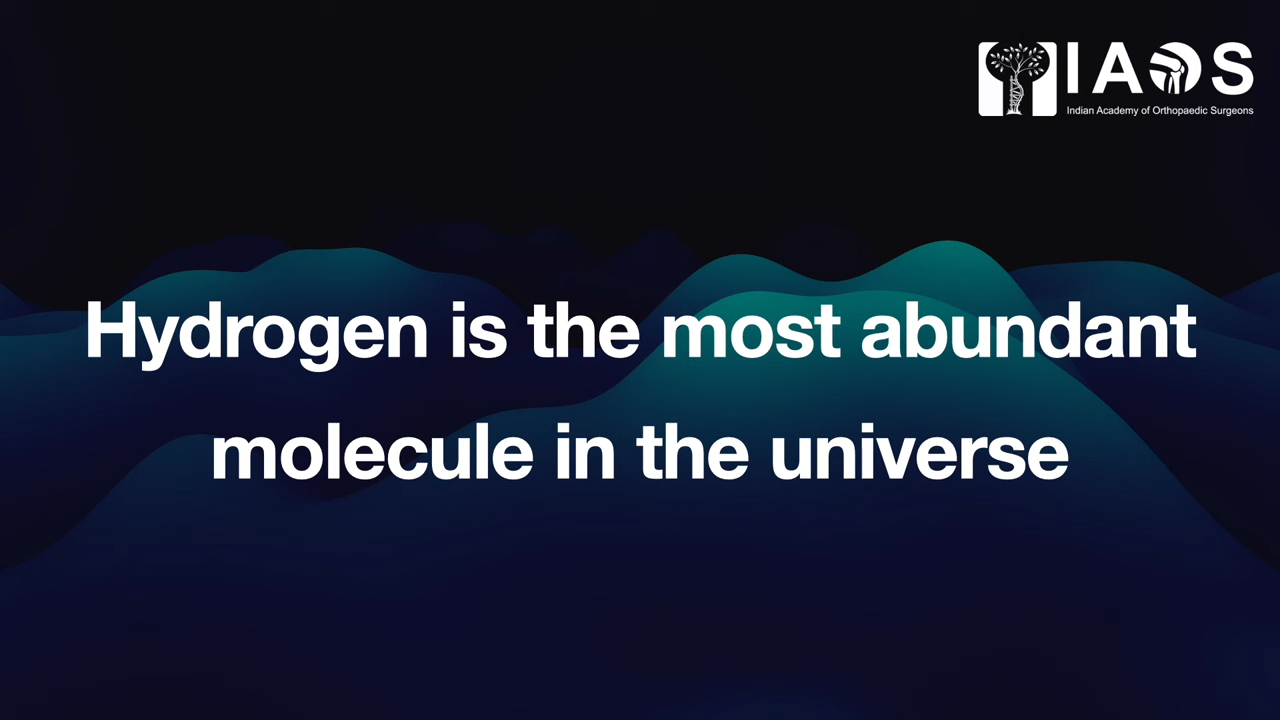 IAOS
Indian Academy of Orthopaedic Surgeons
Hydrogen is the most abundant
molecule in the universe